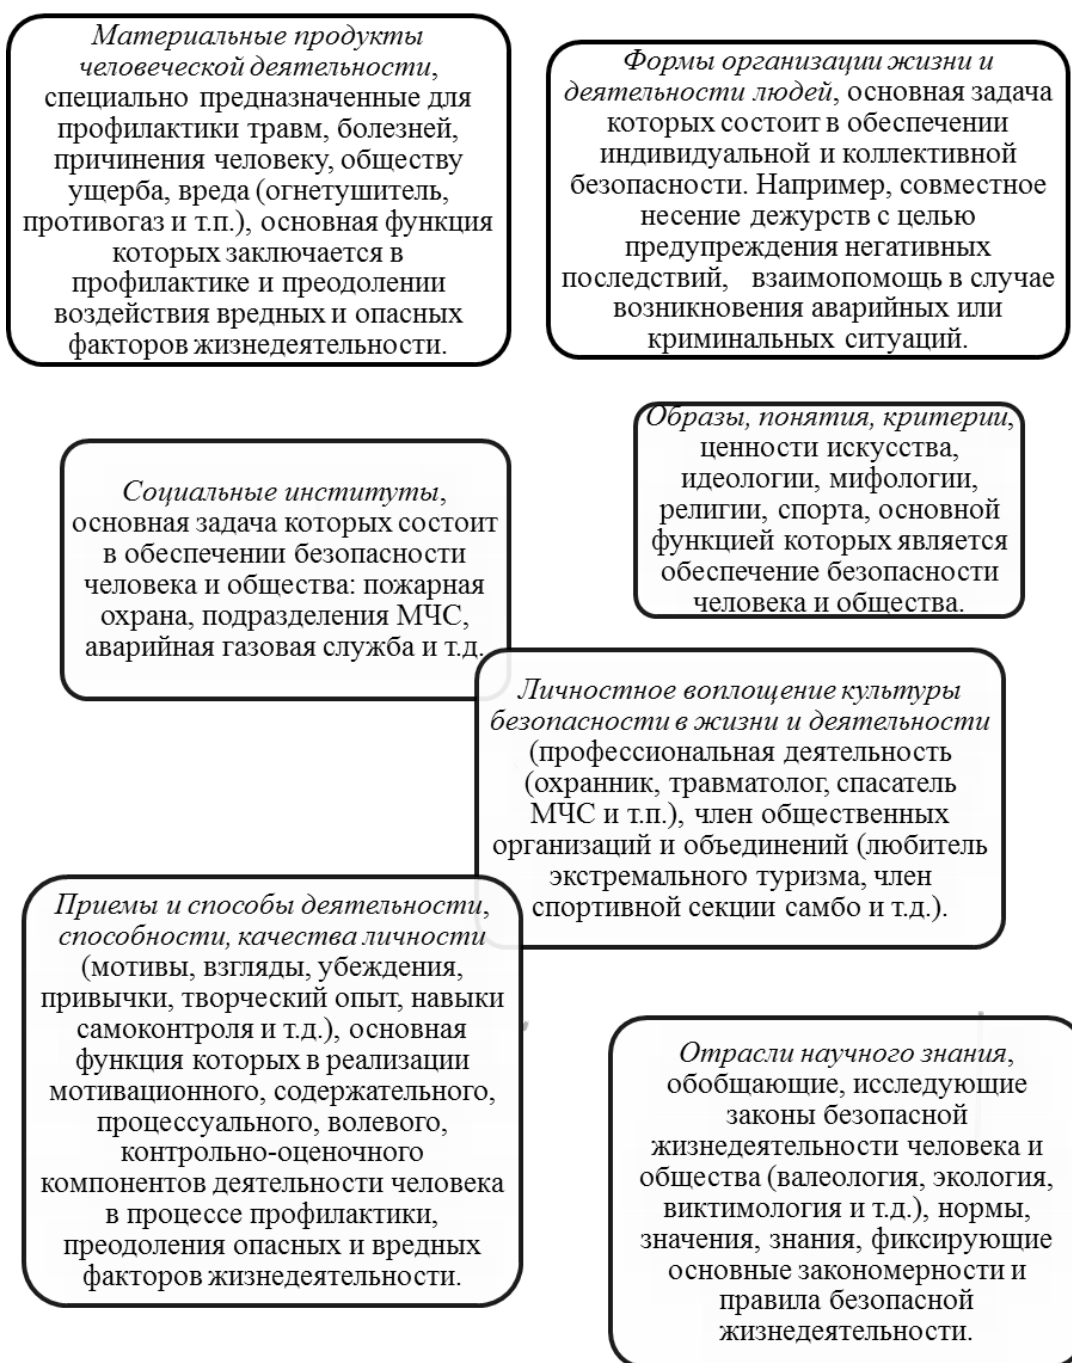 Материальные продукты
человеческой деятельности,
специально предназначенные для
профилактики травм, болезней,
причинения человеку, обществу
ущерба, вреда (огнетушитель,
противогаз и т.п.), основная функция
которых заключается в
профилактике и преодолении
воздействия вредных и опасных
факторов жизнедеятельности.
Формы организации жизни и
деятельности людей, основная задача
которых состоит в обеспечении
индивидуальной и коллективной
безопасности. Например, совместное
несение дежурств с целью
предупреждения негативных
последствий, взаимопомощь в случае
возникновения аварийных или
криминальных ситуаций.
Образы, понятия, критерии,
ценности искусства,
идеологии, мифологии,
религии, спорта, основной
функцией которых является
обеспечение безопасности
человека и общества.
Социальные институты,
основная задача которых состоит
в обеспечении безопасности
человека и общества: пожарная
охрана, подразделения МЧС,
аварийная газовая служба и т.д.
Личностное воплощение культуры
безопасности в жизни и деятельности
(профессиональная деятельность
(охранник, травматолог, спасатель
МЧС и т.п.), член общественных
организаций и объединений (любитель
экстремального туризма, член
спортивной секции самбо и т.д.).
Приемы и способы деятельности,
способности, качества личности
(мотивы, взгляды, убеждения,
привычки, творческий опыт, навыки
самоконтроля и т.д.), основная
функция которых в реализации
мотивационного, содержательного,
процессуального, волевого,
контрольно-оценочного
компонентов деятельности человека
в процессе профилактики,
преодоления опасных и вредных
факторов жизнедеятельности.
Отрасли научного знания,
обобщающие, исследующие
законы безопасной
жизнедеятельности человека и
общества (валеология, экология,
виктимология и т.д.), нормы,
значения, знания, фиксирующие
основные закономерности и
правила безопасной
жизнедеятельности.